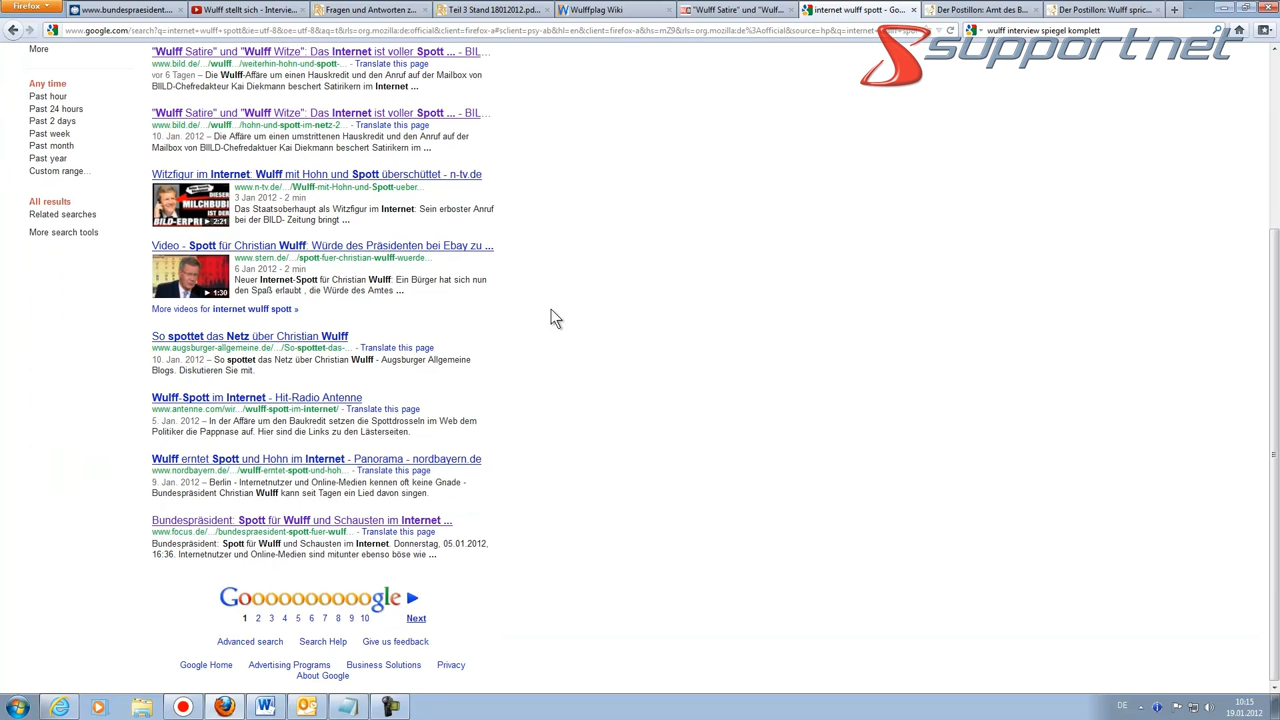 Firefox
www.bundespräsident....
Wulff stellt sich - Intervie...
Fragen und Antworten z...
Teil 3 Stand 18012012.pd...
Wulffplag Wiki
"Wulff Satire" und "Wulff...
internet wulff spott - Go...
Der Postillon: Amt des B...
Der Postillon: Wulff spric...
wulff interview spiegel komplett
supportnet
More
Any time
Past hour
Past 24 hours
Past 2 days
Past week
Past month
Past year
Custom range...
All results
Related searches
More search tools
"Wulff Satire" und "Wulff Witze": Das Internet ist voller Spott ... - BIL...
www.bild.de/.../wulff.../weiterhin-hohn-und-spott-... - Translate this page
vor 6 Tagen – Die Wulff-Affäre um einen Hauskredit und den Anruf auf der Mailbox von
BIILD-Chefredakteur Kai Diekmann beschert Satirikern im Internet ...
"Wulff Satire" und "Wulff Witze": Das Internet ist voller Spott ... - BIL...
www.bild.de/.../wulff.../hohn-und-spott-im-netz-2... - Translate this page
10. Jan. 2012 – Die Affäre um einen umstrittenen Hauskredit und den Anruf auf der
Mailbox von BIILD-Chefredaktuer Kai Diekmann beschert Satirikern im ...
Witzfigur im Internet: Wulff mit Hohn und Spott überschüttet - n-tv.de
www.n-tv.de/.../Wulff-mit-Hohn-und-Spott-ueber...
3 Jan 2012 - 2 min
Das Staatsoberhaupt als Witzfigur im Internet: Sein erboster Anruf
bei der BILD- Zeitung bringt ...
DIESER
MILCHBUBI
IST DER
BILD-ERPRE
2:21
Video - Spott für Christian Wulff: Würde des Präsidenten bei Ebay zu ...
www.stern.de/.../spott-fuer-christian-wulff-wuerde...
6 Jan 2012 - 2 min
Neuer Internet-Spott für Christian Wulff: Ein Bürger hat sich nun
den Spaß erlaubt , die Würde des Amtes ...
1:30
More videos for internet wulff spott »
So spottet das Netz über Christian Wulff
www.augsburger-allgemeine.de/.../So-spottet-das-... - Translate this page
10. Jan. 2012 – So spottet das Netz über Christian Wulff - Augsburger Allgemeine
Blogs. Diskutieren Sie mit.
Wulff-Spott im Internet - Hit-Radio Antenne
www.antenne.com/wir.../wulff-spott-im-internet/ - Translate this page
5. Jan. 2012 – In der Affäre um den Baukredit setzen die Spottdrosseln im Web dem
Politiker die Pappnase auf. Hier sind die Links zu den Lästerseiten.
Wulff erntet Spott und Hohn im Internet - Panorama - nordbayern.de
www.nordbayern.de/.../wulff-erntet-spott-und-hoh... - Translate this page
9. Jan. 2012 – Berlin - Internetnutzer und Online-Medien kennen oft keine Gnade -
Bundespräsident Christian Wulff kann seit Tagen ein Lied davon singen.
Bundespräsident: Spott für Wulff und Schausten im Internet ...
www.focus.de/.../bundespraesident-spott-fuer-wulf... - Translate this page
Bundespräsident: Spott für Wulff und Schausten im Internet. Donnerstag, 05.01.2012,
16:36. Internetnutzer und Online-Medien sind mitunter ebenso böse wie ...
Goooooooooogle
1 2 3 4 5 6 7 8 9 10 Next
Advanced search Search Help Give us feedback
Google Home Advertising Programs Business Solutions Privacy
About Google
DE
10:15
19.01.2012